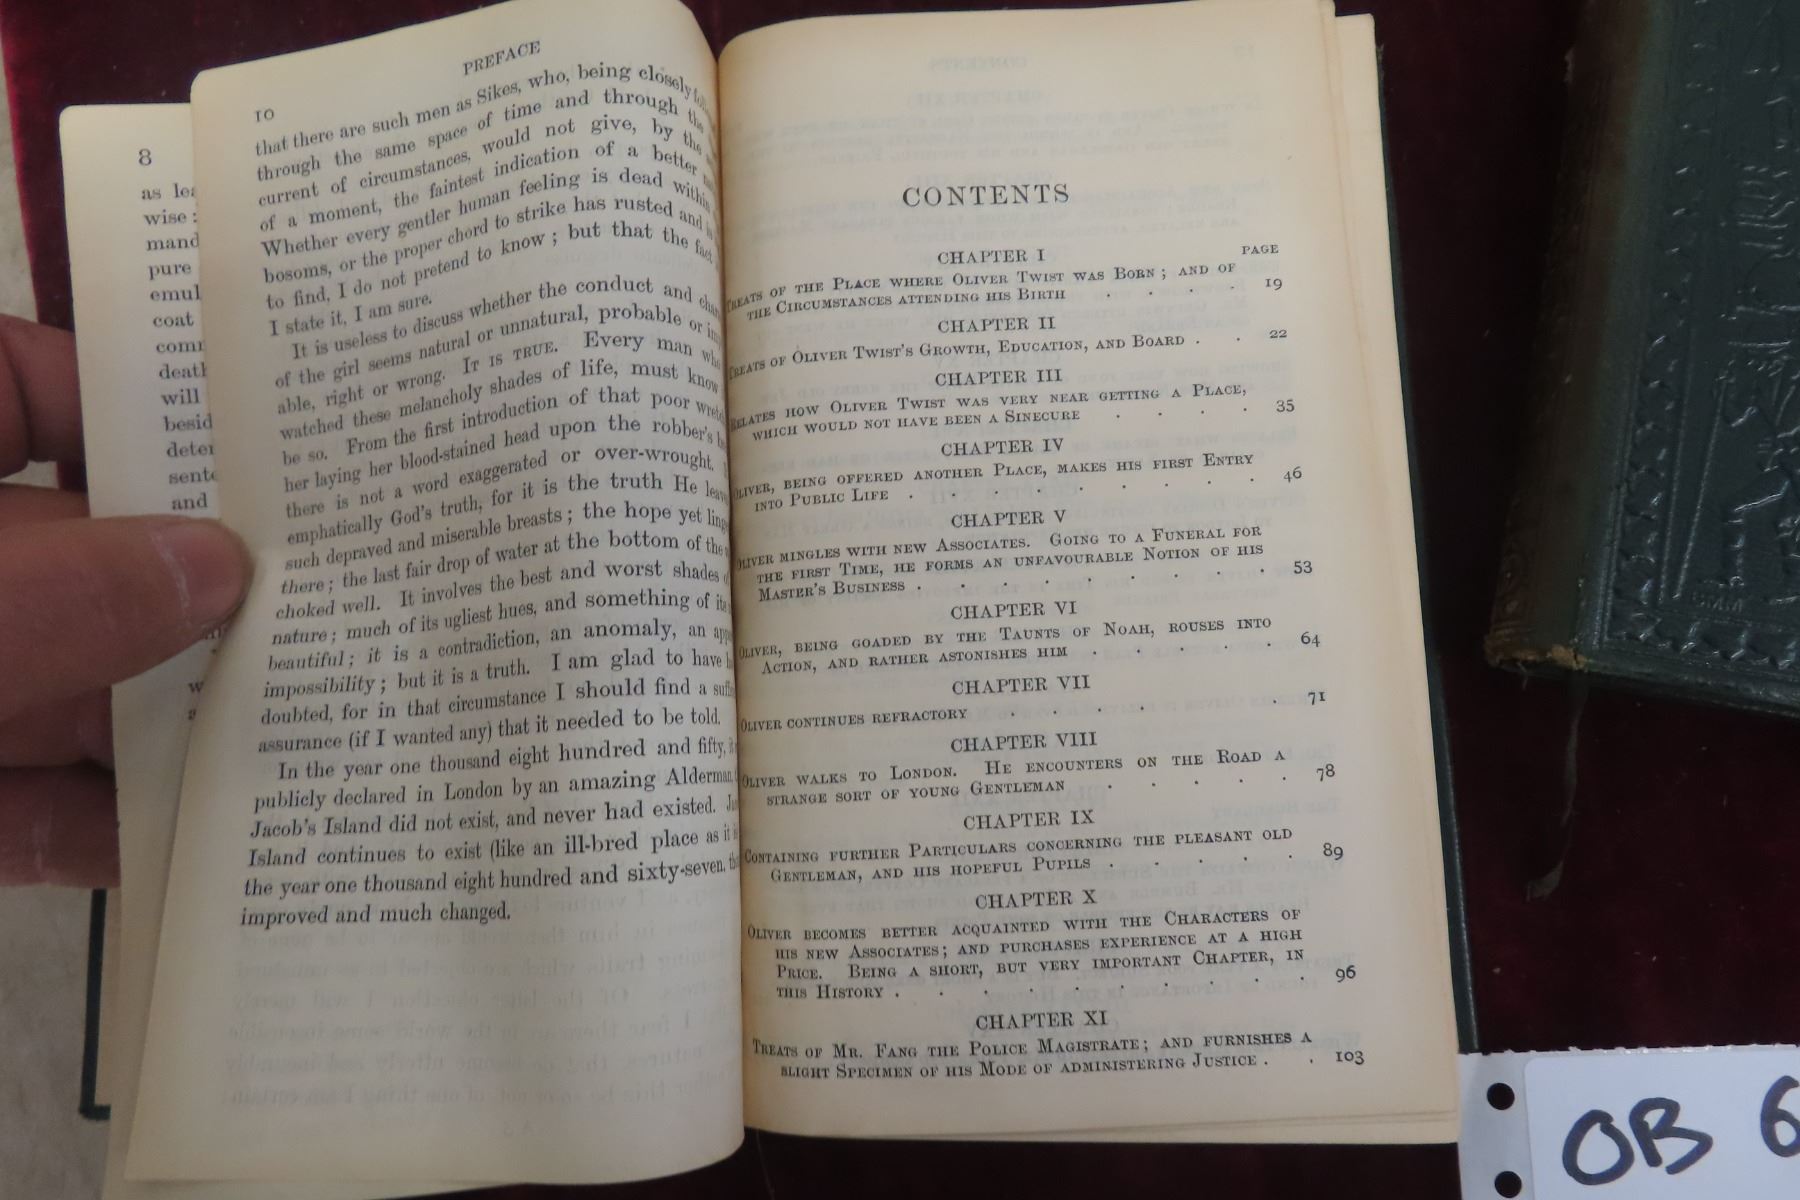 8
as
wise:
mand
pure
emul
coat
com
death
will
besid
deter
sente
and
PREFACE
10
that there are such men as Sikes, who, being closely
through the same space of time and through the
current of circumstances, would not give, by the
of a moment, the faintest indication of a better
Whether every gentler human feeling is dead within
bosoms, or the proper chord to strike has rusted and is
to find, I do not pretend to know; but that the fact
I state it, I am sure.
It is useless to discuss whether the conduct and
of the girl seems natural or unnatural, probable or
able, right or wrong. IT IS TRUE. Every man who
watched these melancholy shades of life, must know
be so. From the first introduction of that poor
her laying her blood-stained head upon the robber's
there is not a word exaggerated or over-wrought.
emphatically God's truth, for it is the truth He
such depraved and miserable breasts; the hope yet
there; the last fair drop of water at the bottom of the
choked well. It involves the best and worst shades
nature; much of its ugliest hues, and something of its
beautiful; it is a contradiction, an anomaly, an
impossibility; but it is a truth. I am glad to have
doubted, for in that circumstance I should find a
assurance (if I wanted any) that it needed to be told.
In the year one thousand eight hundred and fifty,
publicly declared in London by an amazing Alderman,
Jacob's Island did not exist, and never had existed.
Island continues to exist (like an ill-bred place as it
the year one thousand eight hundred and sixty-seven,
improved and much changed.
CONTENTS
CHAPTER I PAGE
TREATS OF THE PLACE WHERE OLIVER TWIST WAS BORN; AND OF
THE CIRCUMSTANCES ATTENDING HIS BIRTH . . . . 19
CHAPTER II
TREATS OF OLIVER TWIST'S GROWTH, EDUCATION, AND BOARD . . 22
CHAPTER III
RELATES HOW OLIVER TWIST WAS VERY NEAR GETTING A PLACE,
WHICH WOULD NOT HAVE BEEN A SINECURE . . . . 35
CHAPTER IV
OLIVER, BEING OFFERED ANOTHER PLACE, MAKES HIS FIRST ENTRY
INTO PUBLIC LIFE . . . . . . . . . 46
CHAPTER V
OLIVER MINGLES WITH NEW ASSOCIATES. GOING TO A FUNERAL FOR
THE FIRST TIME, HE FORMS AN UNFAVOURABLE NOTION OF HIS
MASTER'S BUSINESS . . . . . . . . . 53
CHAPTER VI
OLIVER, BEING GOADED BY THE TAUNTS OF NOAH, ROUSES INTO
ACTION, AND RATHER ASTONISHES HIM . . . . . 64
CHAPTER VII
OLIVER CONTINUES REFRACTORY . . . . . . . 71
CHAPTER VIII
OLIVER WALKS TO LONDON. HE ENCOUNTERS ON THE ROAD A
STRANGE SORT OF YOUNG GENTLEMAN . . . . . 78
CHAPTER IX
CONTAINING FURTHER PARTICULARS CONCERNING THE PLEASANT OLD
GENTLEMAN, AND HIS HOPEFUL PUPILS . . . . . 89
CHAPTER X
OLIVER BECOMES BETTER ACQUAINTED WITH THE CHARACTERS OF
HIS NEW ASSOCIATES; AND PURCHASES EXPERIENCE AT A HIGH
PRICE. BEING A SHORT, BUT VERY IMPORTANT CHAPTER, IN
THIS HISTORY . . . . . . . . . . 96
CHAPTER XI
TREATS OF MR. FANG THE POLICE MAGISTRATE; AND FURNISHES A
SLIGHT SPECIMEN OF HIS MODE OF ADMINISTERING JUSTICE . . 103
OB 6